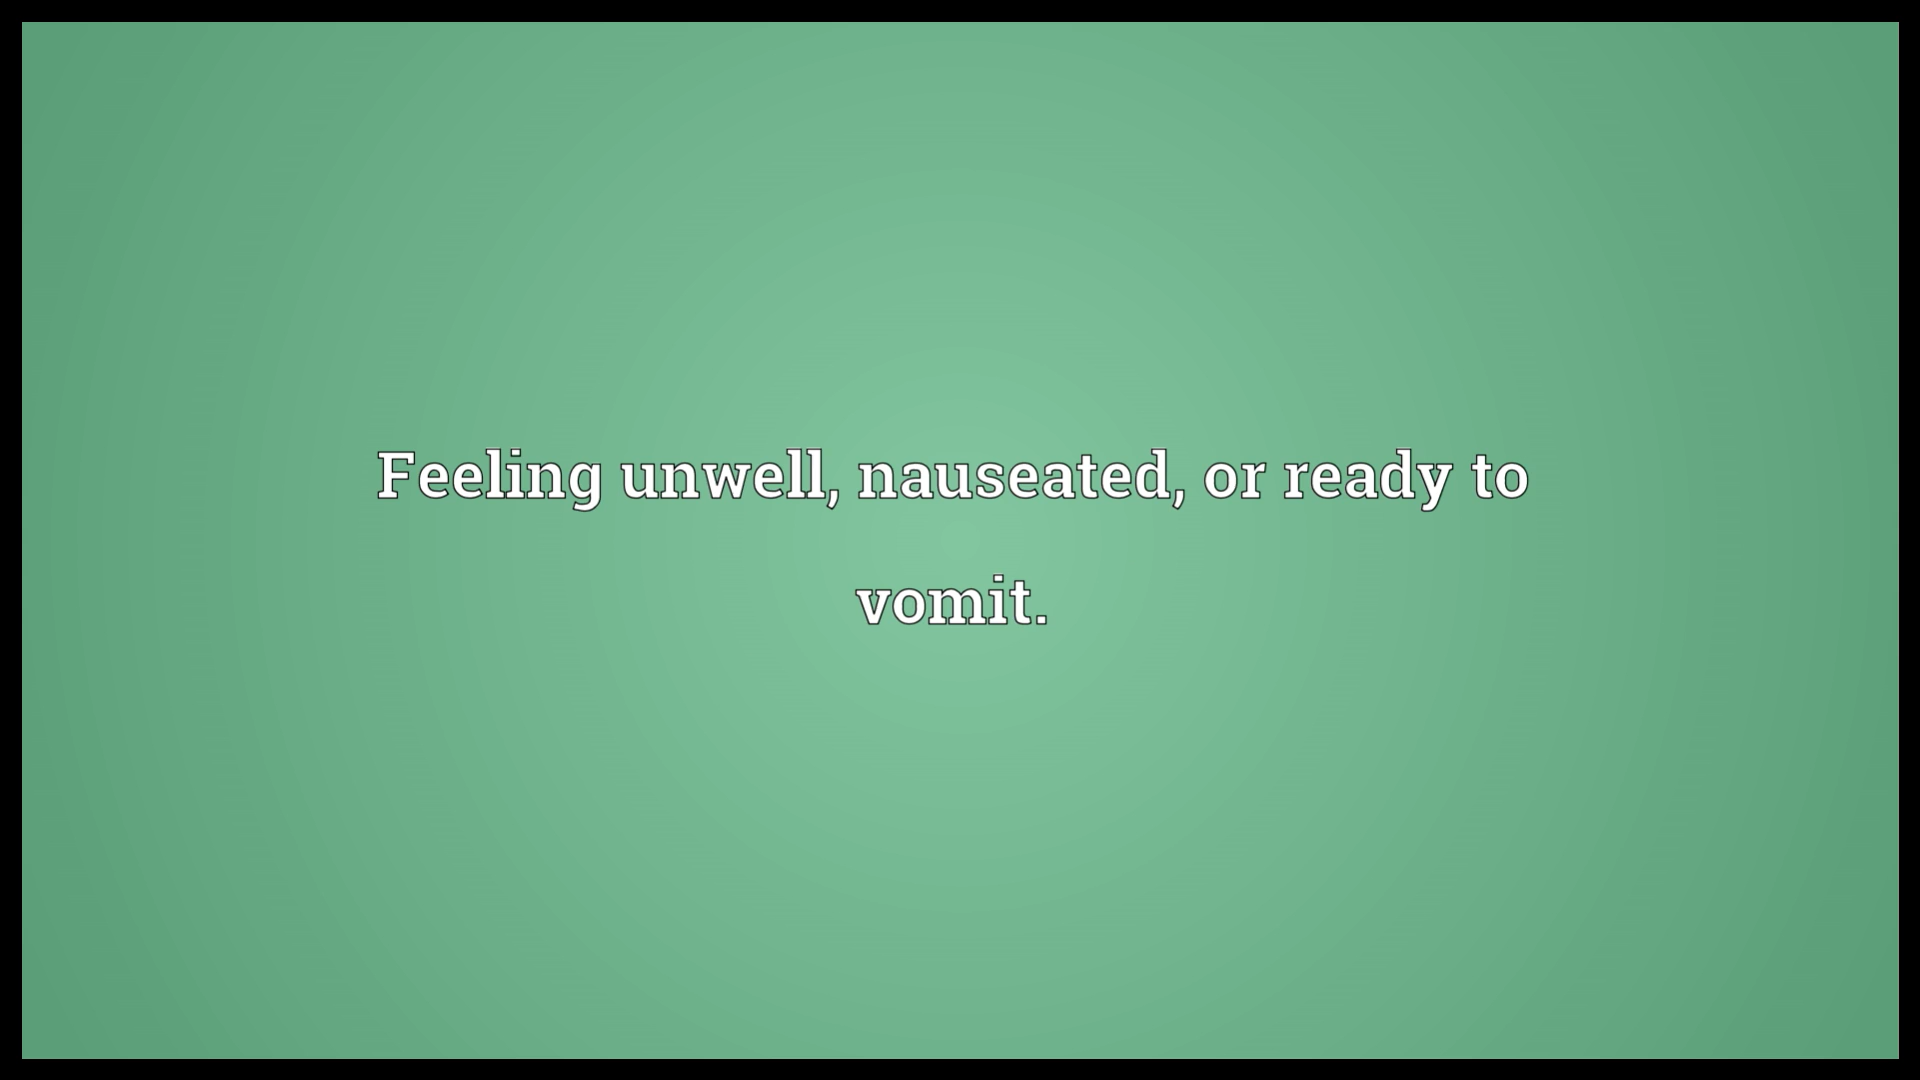 Feeling unwell, nauseated, or ready to
vomit.